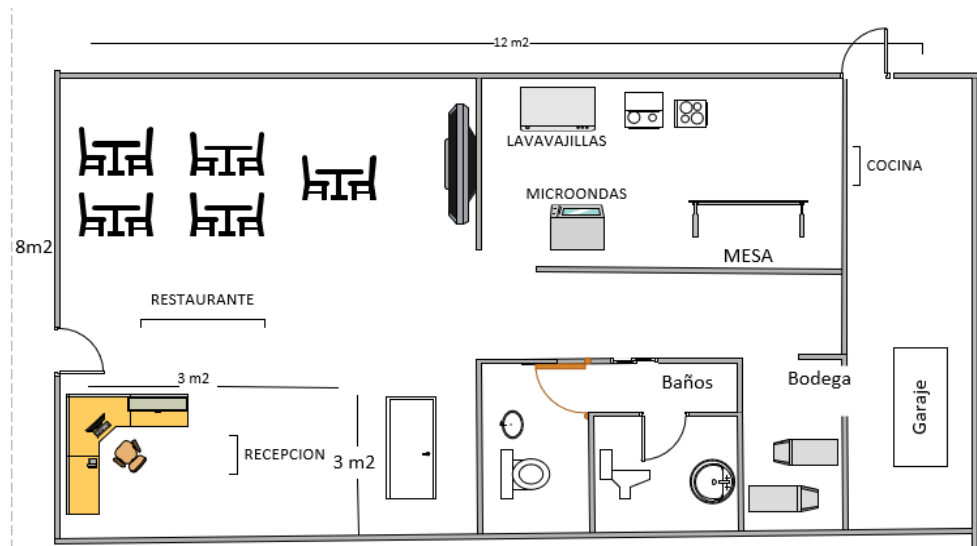 12 m2
LAVAVAJILLAS
COCINA
MICROONDAS
8m2
MESA
RESTAURANTE
3 m2
Baños
Bodega
Garaje
RECEPCION
3 m2